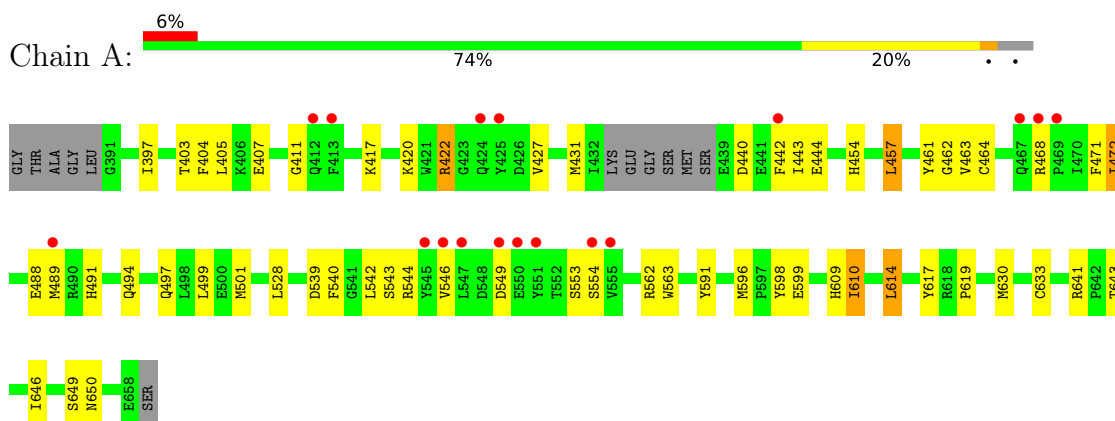 6%
Chain A:
74% 20% • •
GLY THR ALA GLY LEU G391 I397 T403 F404 L405 K406 E407 G411 Q412 F413 K417 K420 W421 R422 G423 Q424 Y425 D426 V427 M431 I432 LYS GLU GLY SER MET SER E439 D440 E441 F442 I443 E444 H454 L457 Y461 G462 V463 C464 Q467 R468 P469 I470 F471
E488 M489 R490 H491 Q494 Q497 L498 L499 E500 M501 L528 D539 F540 G541 L542 S543 R544 Y545 V546 L547 D548 D549 E550 Y551 T552 S553 S554 V555 R562 W563 Y591 M596 P597 Y598 E599 H609 I610 L614 Y617 R618 P619 M630 C633 R641 P642 T643
I646 S649 N650 E658 SER